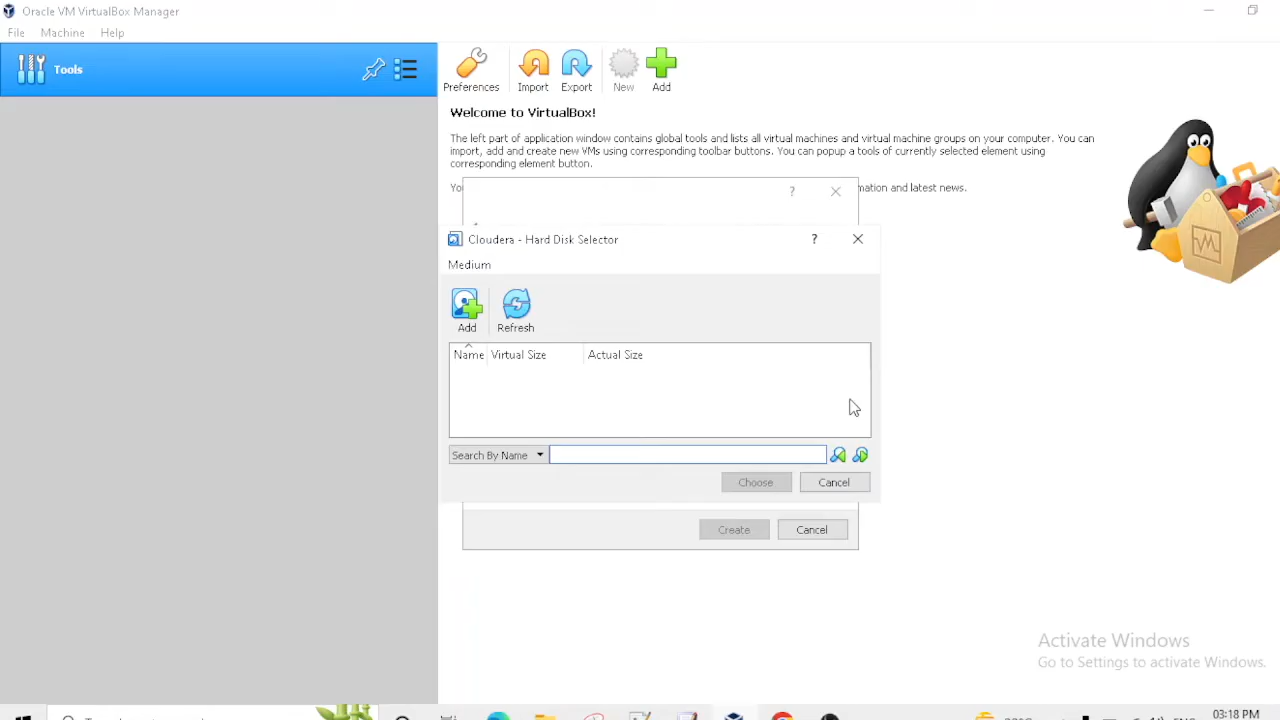 Oracle VM VirtualBox Manager
File Machine Help
Tools
Preferences Import Export New Add
Welcome to VirtualBox!
The left part of application window contains global tools and lists all virtual machines and virtual machine groups on your computer. You can
import, add and create new VMs using corresponding toolbar buttons. You can popup a tools of currently selected element using
corresponding element button.
mation and latest news.
?
Cloudera - Hard Disk Selector
?
Medium
Add Refresh
Name Virtual Size Actual Size
Search By Name
Choose Cancel
Create Cancel
Activate Windows
Go to Settings to activate Windows.
03:18 PM